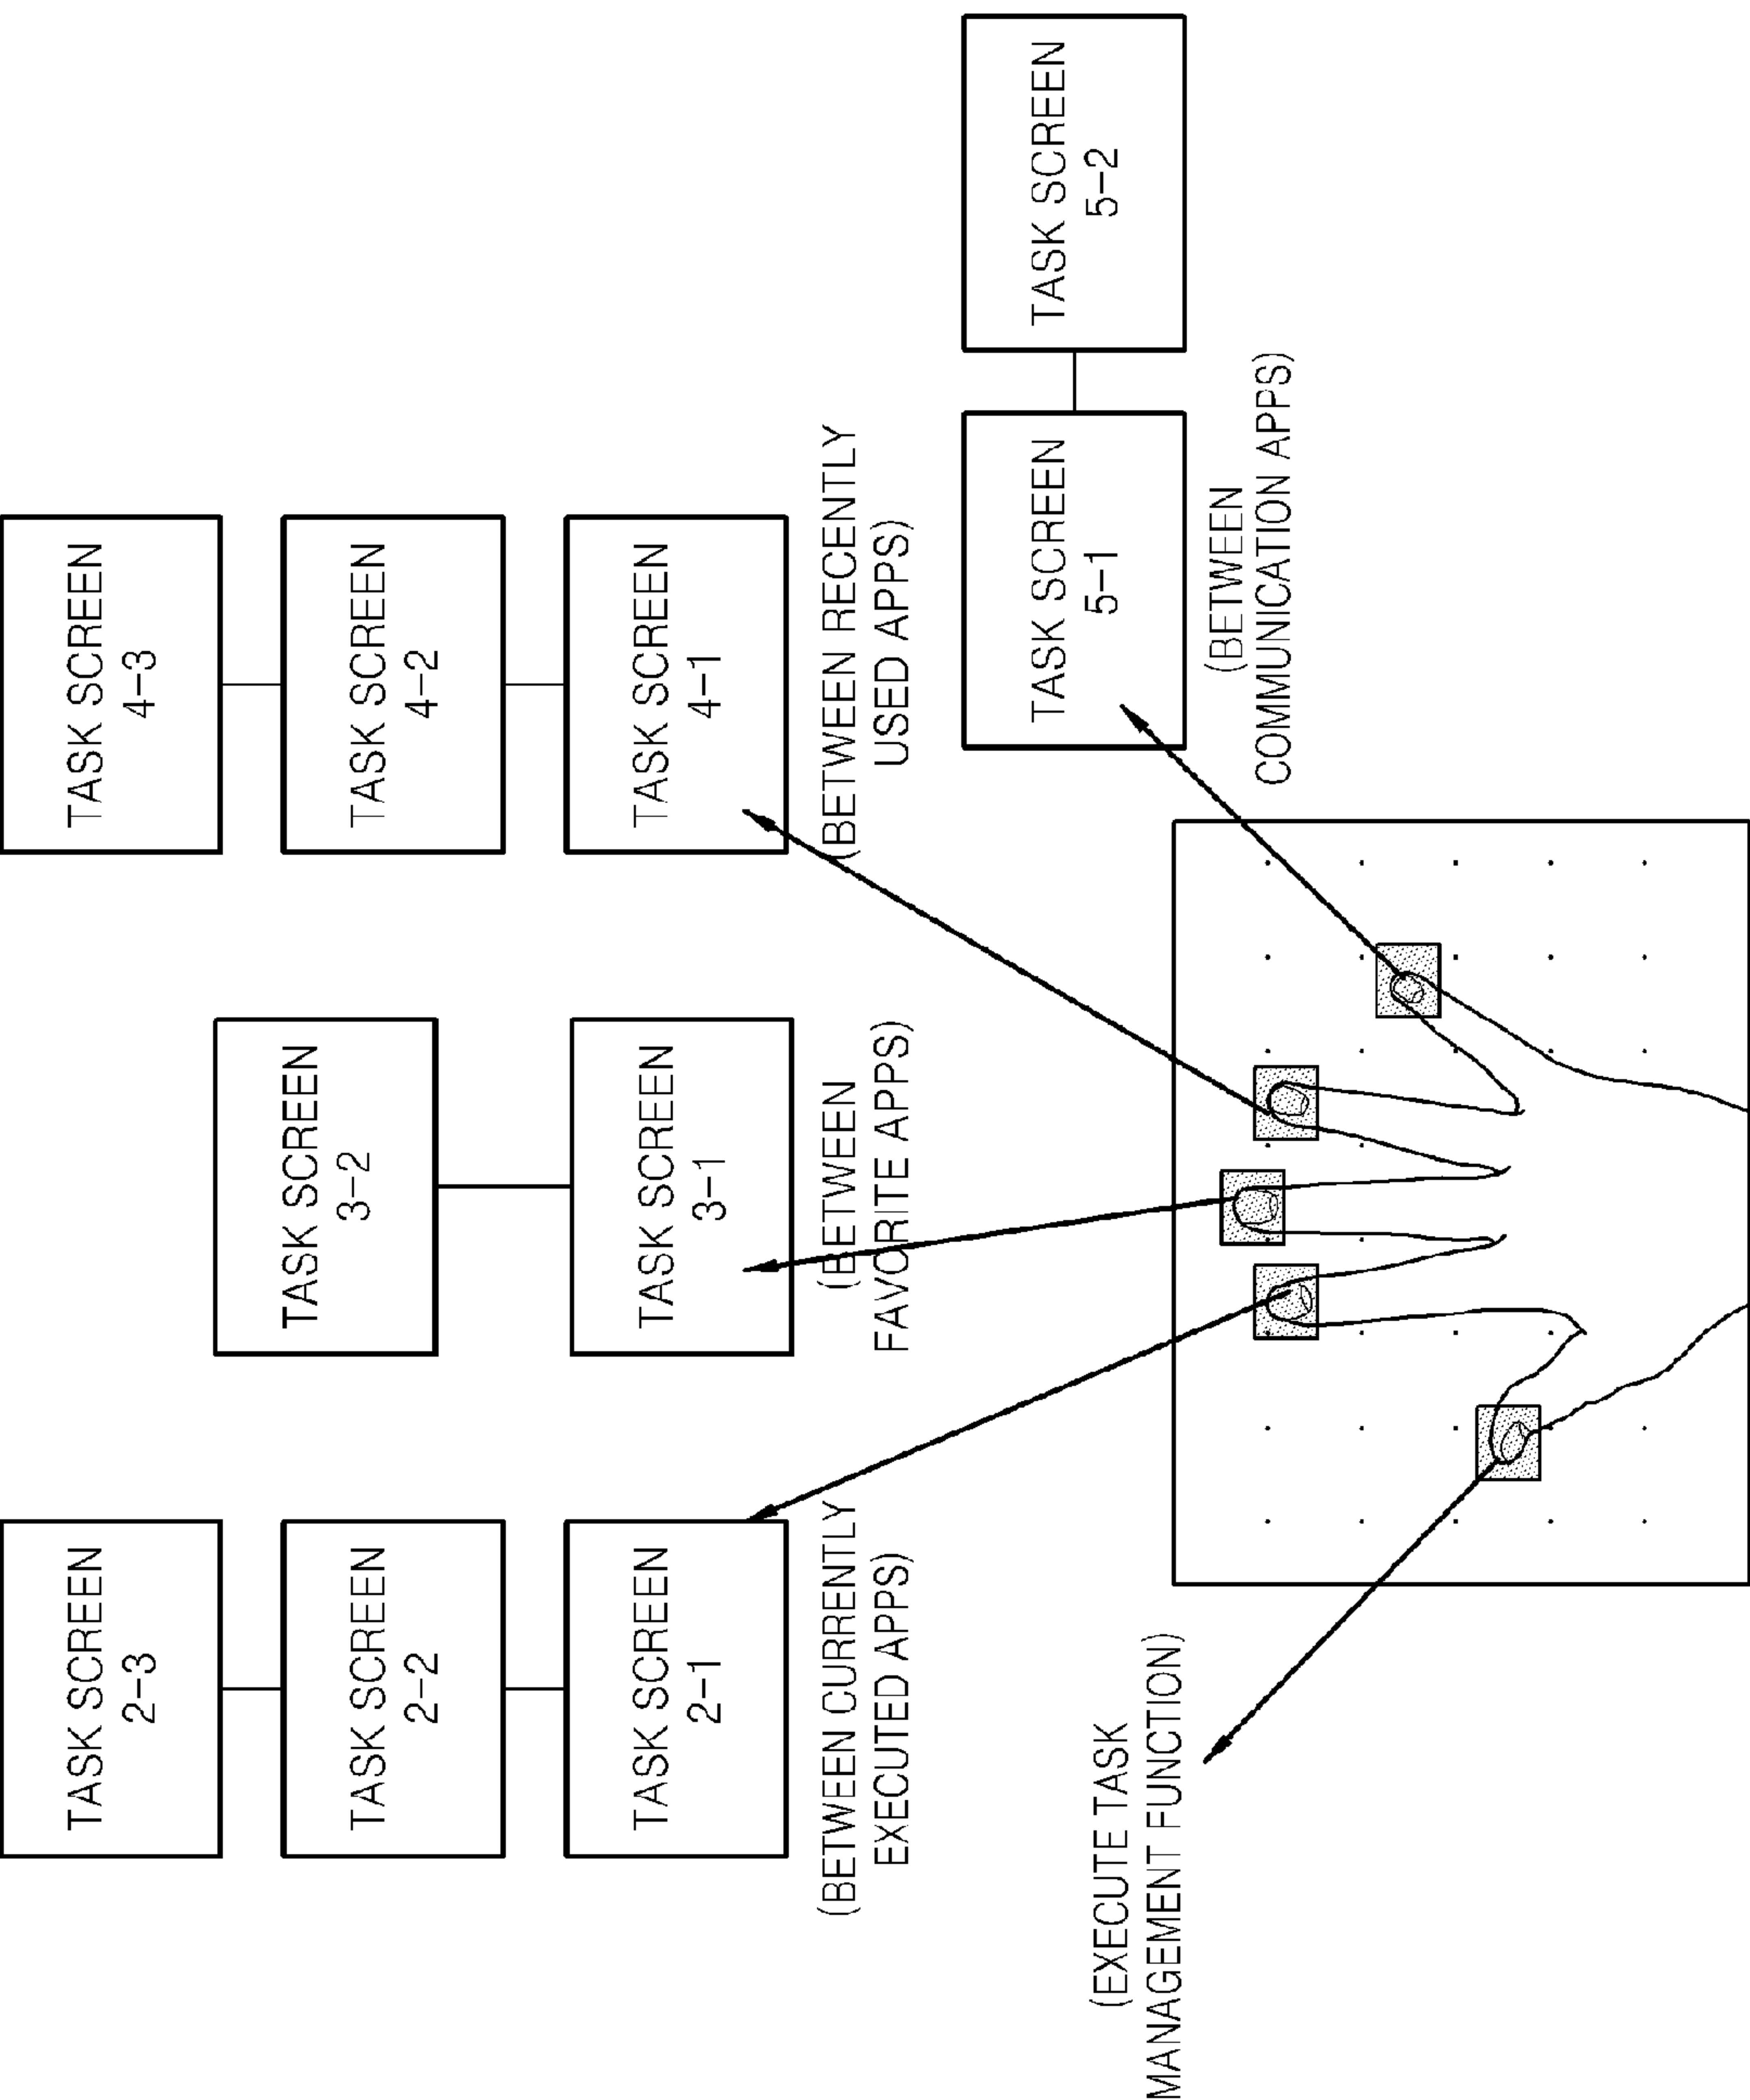 TASK SCREEN
2-3
TASK SCREEN
2-2
TASK SCREEN
2-1
(BETWEEN CURRENTLY
EXECUTED APPS)
TASK SCREEN
3-2
TASK SCREEN
3-1
(BETWEEN
FAVORITE APPS)
TASK SCREEN
4-3
TASK SCREEN
4-2
TASK SCREEN
4-1
(BETWEEN RECENTLY
USED APPS)
TASK SCREEN
5-1
TASK SCREEN
5-2
(BETWEEN
COMMUNICATION APPS)
(EXECUTE TASK
MANAGEMENT FUNCTION)